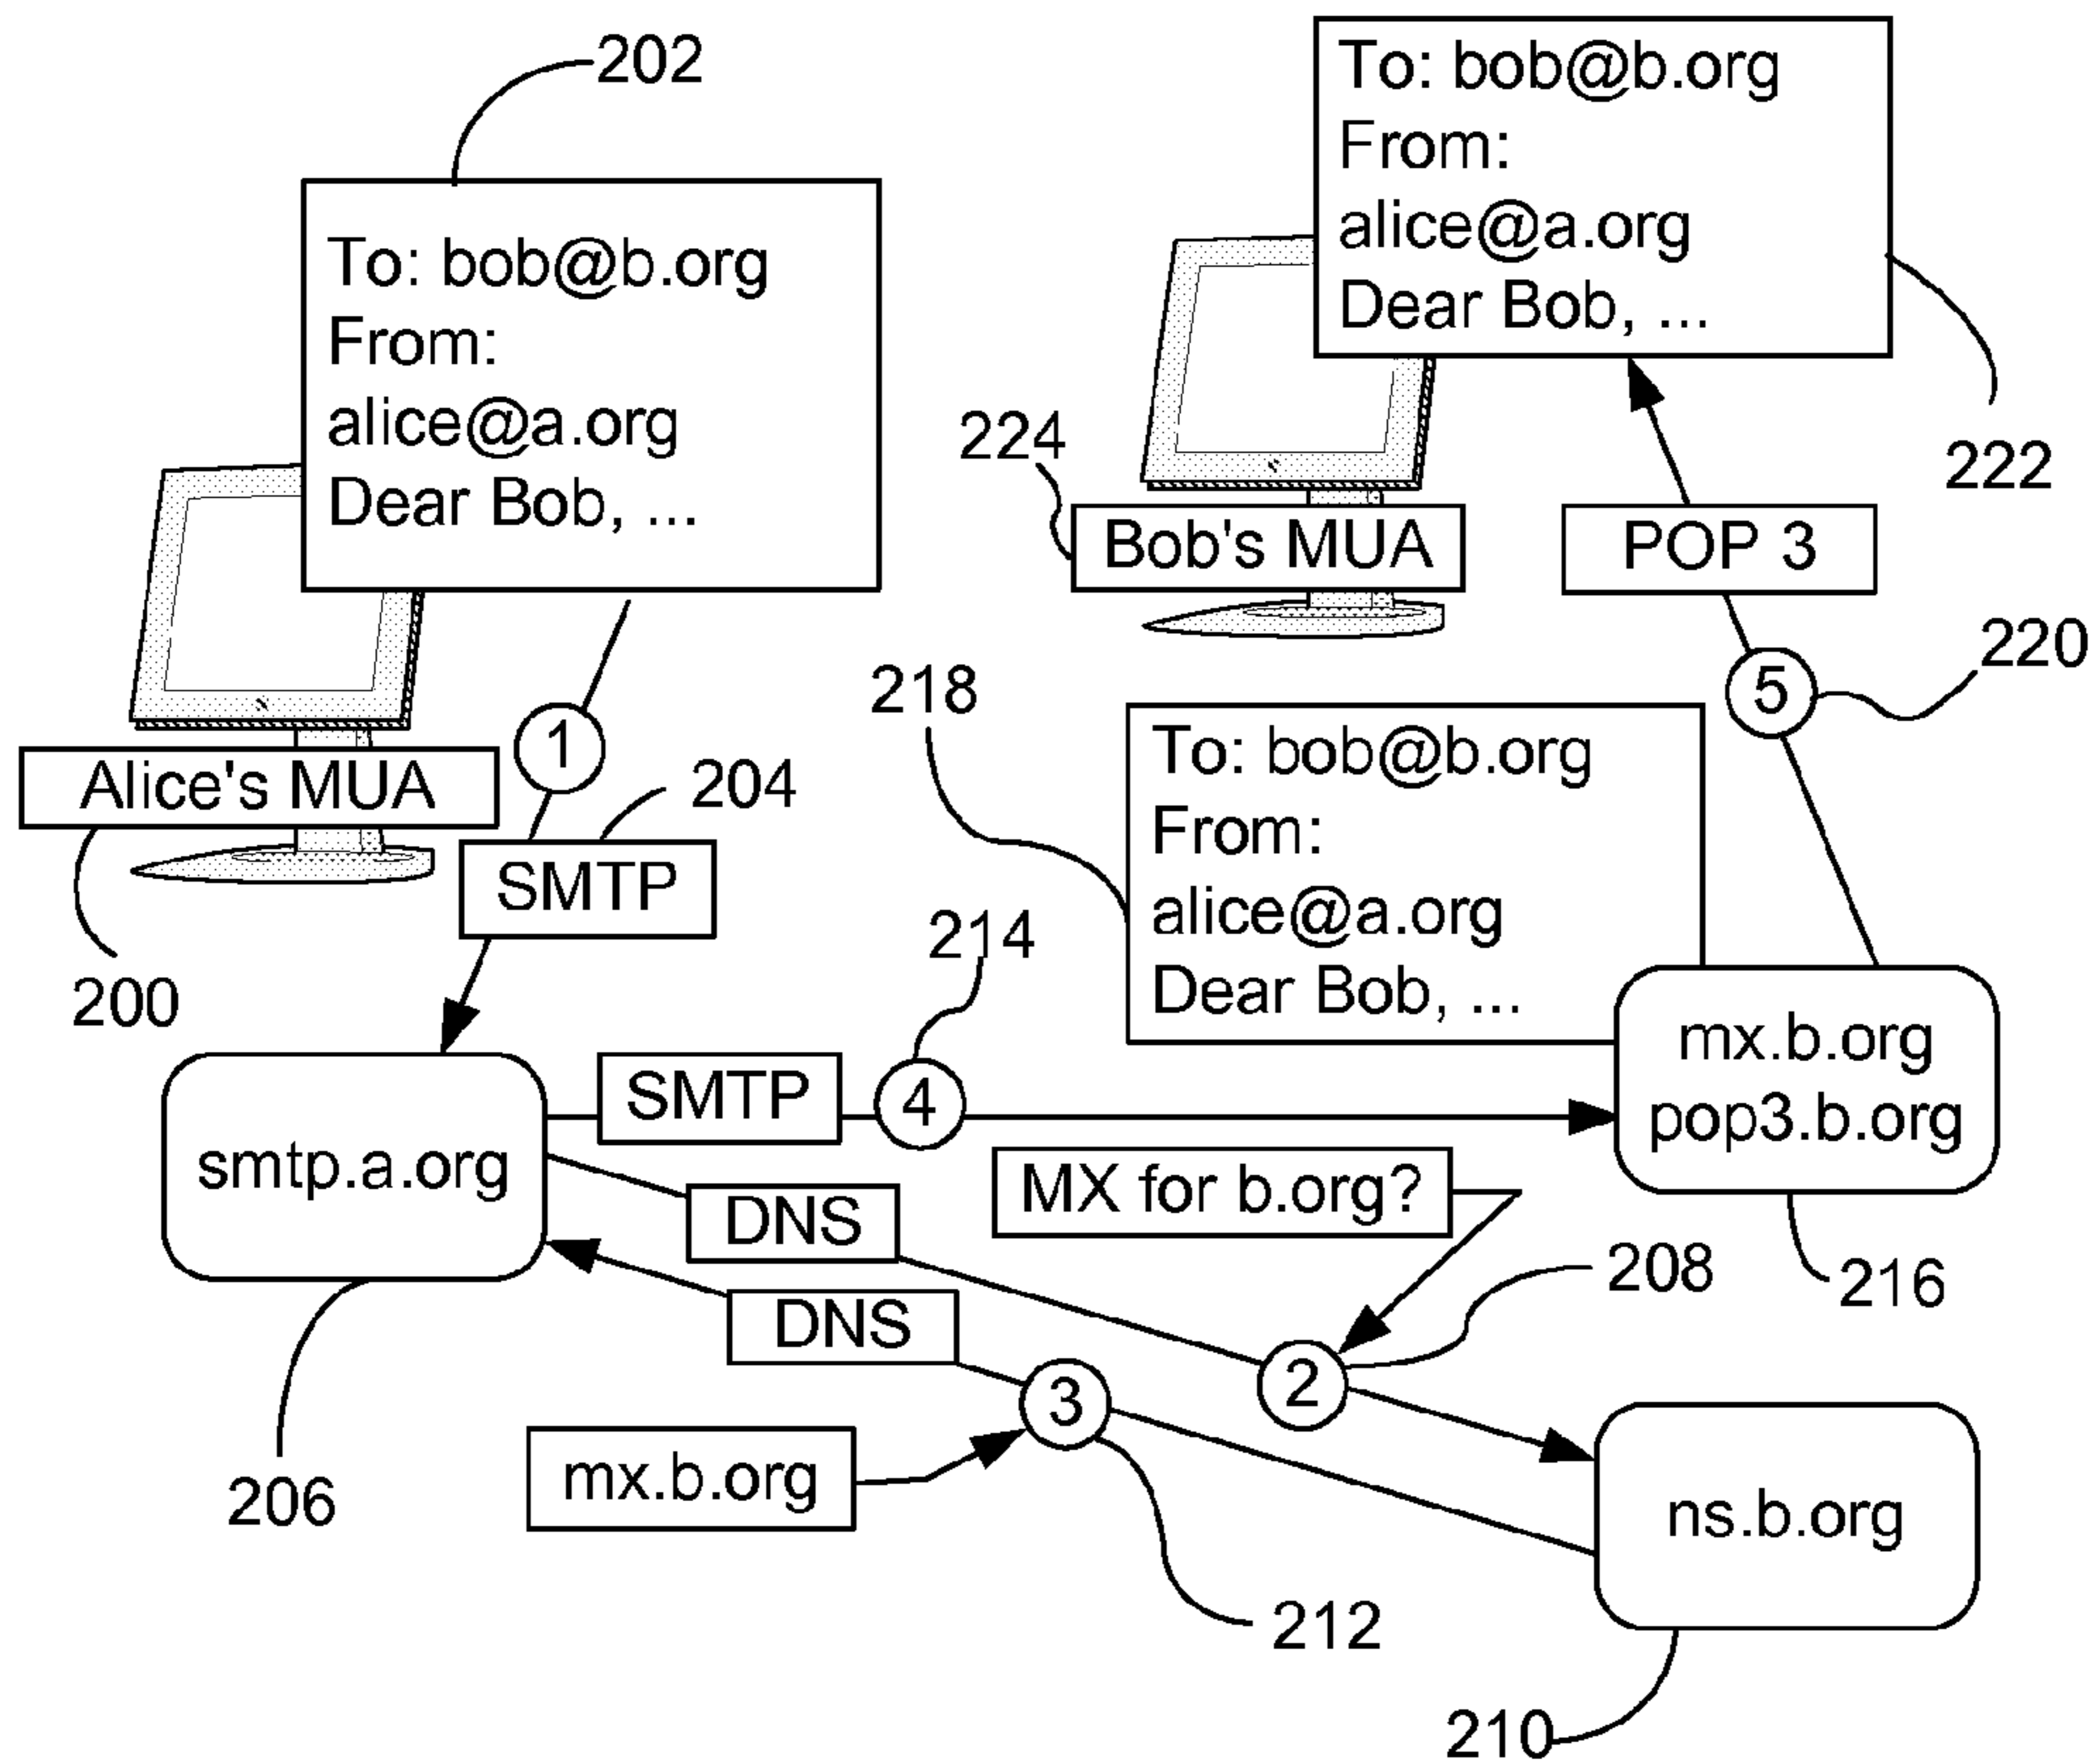 202
To: bob@b.org
From:
alice@a.org
Dear Bob, ...
To: bob@b.org
From:
alice@a.org
Dear Bob, ...
222
224
Bob's MUA
POP 3
220
5
218
1
Alice's MUA
204
SMTP
200
To: bob@b.org
From:
alice@a.org
Dear Bob, ...
214
mx.b.org
pop3.b.org
SMTP
4
smtp.a.org
MX for b.org?
DNS
208
216
DNS
2
3
mx.b.org
206
ns.b.org
212
210